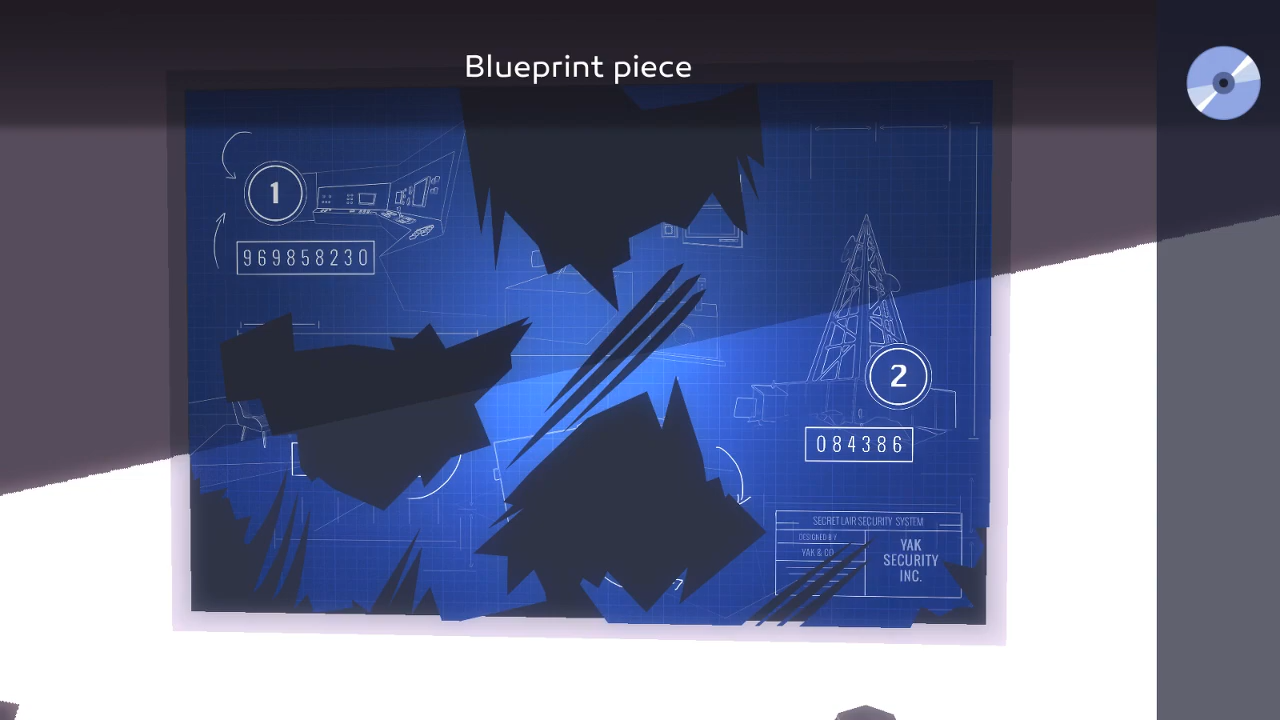 Blueprint piece
1
969858230
2
084386
SECRET LAIR SECURITY SYSTEM
DESIGNED BY
YAK & CO
YAK
SECURITY
INC.